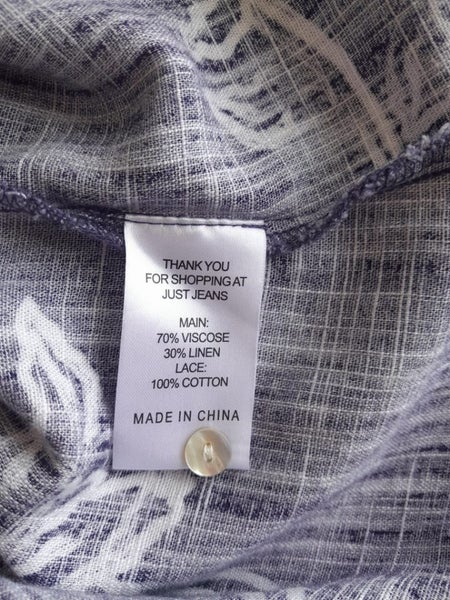 THANK YOU
FOR SHOPPING AT
JUST JEANS
MAIN:
70% VISCOSE
30% LINEN
LACE:
100% COTTON
MADE IN CHINA